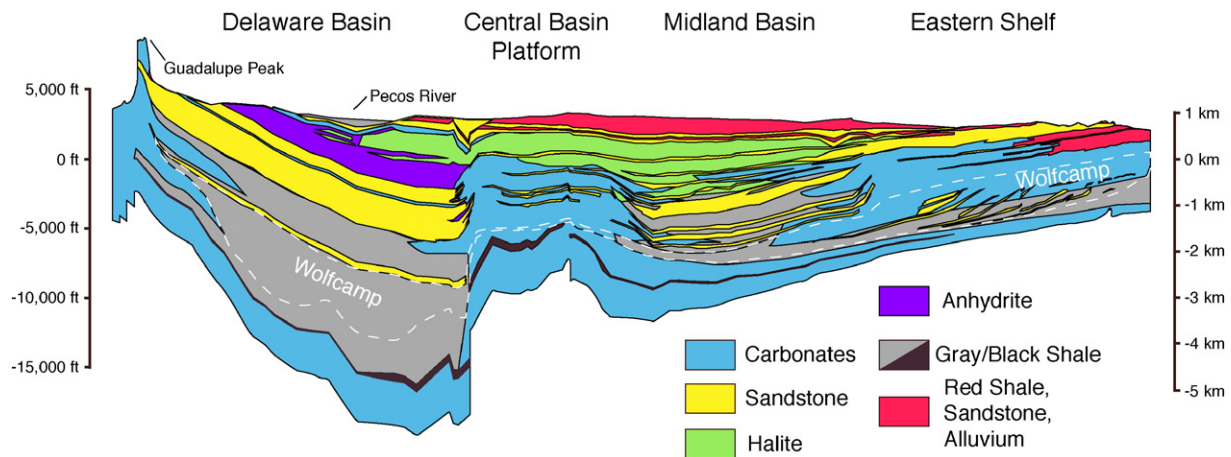 Delaware Basin
Central Basin
Platform
Midland Basin
Eastern Shelf
Guadalupe Peak
Pecos River
5,000 ft
0 ft
-5,000 ft
-10,000 ft
-15,000 ft
1 km
0 km
-1 km
-2 km
-3 km
-4 km
-5 km
Wolfcamp
Wolfcamp
Anhydrite
Carbonates
Gray/Black Shale
Sandstone
Red Shale,
Sandstone,
Alluvium
Halite